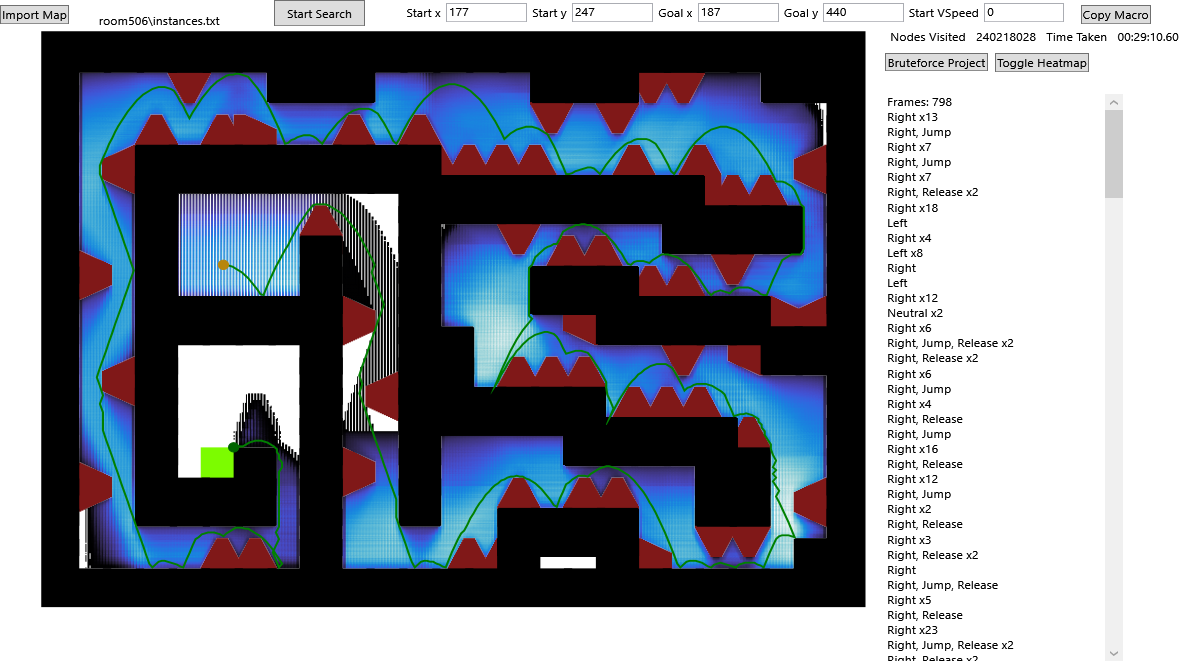 Import Map
room506\instances.txt
Start Search
Start x 177 Start y 247 Goal x 187 Goal y 440 Start VSpeed 0
Copy Macro
Nodes Visited 240218028 Time Taken 00:29:10.60
Bruteforce Project Toggle Heatmap
Frames: 798
Right x13
Right, Jump
Right x7
Right, Jump
Right x7
Right, Release x2
Right x18
Left
Right x4
Left x8
Right
Left
Right x12
Neutral x2
Right x6
Right, Jump, Release x2
Right, Release x2
Right x6
Right, Jump
Right x4
Right, Release
Right, Jump
Right x16
Right, Release
Right x12
Right, Jump
Right x2
Right, Release
Right x3
Right, Release x2
Right
Right, Jump, Release
Right x5
Right, Release
Right x23
Right, Jump, Release x2
Right, Release x2